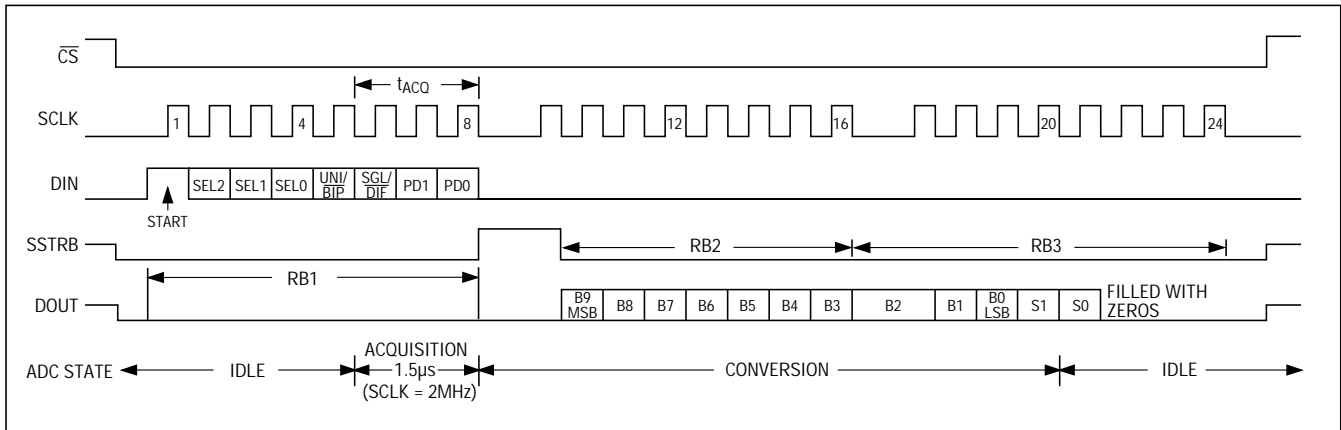 CS
tACQ
SCLK 1 4 8 12 16 20 24
DIN SEL2 SEL1 SEL0 UNI/BIP SGL/DIF PD1 PD0
START
SSTRB RB2 RB3
RB1
DOUT B9 MSB B8 B7 B6 B5 B4 B3 B2 B1 B0 LSB S1 S0 FILLED WITH ZEROS
ADC STATE IDLE ACQUISITION 1.5µs (SCLK = 2MHz) CONVERSION IDLE